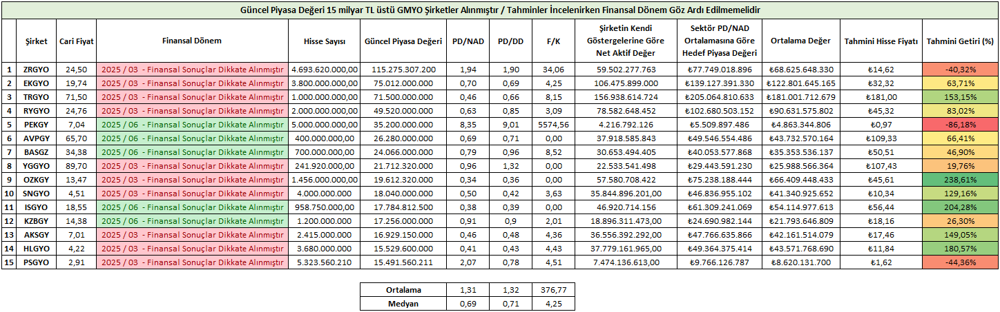 Güncel Piyasa Değeri 15 milyar TL üstü GMYO Şirketler Alınmıştır / Tahminler İncelenirken Finansal Dönem Göz Ardı Edilmemelidir
Şirket Cari Fiyat Finansal Dönem Hisse Sayısı Güncel Piyasa Değeri PD/NAD PD/DD F/K Şirketin Kendi Göstergelerine Göre Net Aktif Değer Sektör PD/NAD Ortalamasına Göre Hedef Piyasa Değeri Ortalama Değer Tahmini Hisse Fiyatı Tahmini Getiri (%)
1 ZRGYO 24,50 2025 / 03 - Finansal Sonuçlar Dikkate Alınmıştır 4.693.620.000,00 115.275.307.200 1,94 1,90 34,06 59.502.277.763 ₺77.749.018.896 ₺68.625.648.330 ₺14,62 -40,32%
2 EKGYO 19,74 2025 / 03 - Finansal Sonuçlar Dikkate Alınmıştır 3.800.000.000,00 75.012.000.000 0,70 0,69 4,25 106.475.899.000 ₺139.127.391.330 ₺122.801.645.165 ₺32,32 63,71%
3 TRGYO 71,50 2025 / 03 - Finansal Sonuçlar Dikkate Alınmıştır 1.000.000.000,00 71.500.000.000 0,46 0,66 8,15 156.938.614.724 ₺205.064.810.633 ₺181.001.712.679 ₺181,00 153,15%
4 RYGYO 24,76 2025 / 03 - Finansal Sonuçlar Dikkate Alınmıştır 2.000.000.000,00 49.520.000.000 0,63 0,85 3,09 78.582.648.452 ₺102.680.503.152 ₺90.631.575.802 ₺45,32 83,02%
5 PEKGY 7,04 2025 / 06 - Finansal Sonuçlar Dikkate Alınmıştır 5.000.000.000,00 35.200.000.000 8,35 9,01 5574,56 4.216.792.126 ₺5.509.897.486 ₺4.863.344.806 ₺0,97 -86,18%
6 AVPGY 65,70 2025 / 06 - Finansal Sonuçlar Dikkate Alınmıştır 400.000.000,00 26.280.000.000 0,69 0,71 0,00 37.918.585.843 ₺49.546.554.486 ₺43.732.570.164 ₺109,33 66,41%
7 BASGZ 34,38 2025 / 06 - Finansal Sonuçlar Dikkate Alınmıştır 700.000.000,00 24.066.000.000 0,79 0,96 8,52 30.653.494.405 ₺40.053.577.868 ₺35.353.536.137 ₺50,51 46,90%
8 YGGYO 89,70 2025 / 03 - Finansal Sonuçlar Dikkate Alınmıştır 241.920.000,00 21.712.320.000 0,96 1,32 0,00 22.533.541.498 ₺29.443.591.230 ₺25.988.566.364 ₺107,43 19,76%
9 OZKGY 13,47 2025 / 03 - Finansal Sonuçlar Dikkate Alınmıştır 1.456.000.000,00 19.612.320.000 0,34 0,36 0,00 57.580.708.422 ₺75.238.188.444 ₺66.409.448.433 ₺45,61 238,61%
10 SNGYO 4,51 2025 / 03 - Finansal Sonuçlar Dikkate Alınmıştır 4.000.000.000 18.040.000.000 0,50 0,42 3,63 35.844.896.201,00 ₺46.836.955.102 ₺41.340.925.652 ₺10,34 129,16%
11 ISGYO 18,55 2025 / 06 - Finansal Sonuçlar Dikkate Alınmıştır 958.750.000,00 17.784.812.500 0,38 0,39 0,00 46.920.714.156 ₺61.309.241.069 ₺54.114.977.613 ₺56,44 204,28%
12 KZBGY 14,38 2025 / 06 - Finansal Sonuçlar Dikkate Alınmıştır 1.200.000.000 17.256.000.000 0,91 0,9 2,01 18.896.311.473,00 ₺24.690.982.144 ₺21.793.646.809 ₺18,16 26,30%
13 AKSGY 7,01 2025 / 03 - Finansal Sonuçlar Dikkate Alınmıştır 2.415.000.000 16.929.150.000 0,46 0,48 4,36 36.556.392.292,00 ₺47.766.635.866 ₺42.161.514.079 ₺17,46 149,05%
14 HLGYO 4,22 2025 / 03 - Finansal Sonuçlar Dikkate Alınmıştır 3.680.000.000 15.529.600.000 0,41 0,43 4,43 37.779.161.965,00 ₺49.364.375.414 ₺43.571.768.690 ₺11,84 180,57%
15 PSGYO 2,91 2025 / 03 - Finansal Sonuçlar Dikkate Alınmıştır 5.323.560.210 15.491.560.211 2,07 0,78 4,51 7.474.136.613,00 ₺9.766.126.787 ₺8.620.131.700 ₺1,62 -44,36%
Ortalama 1,31 1,32 376,77
Medyan 0,69 0,71 4,25